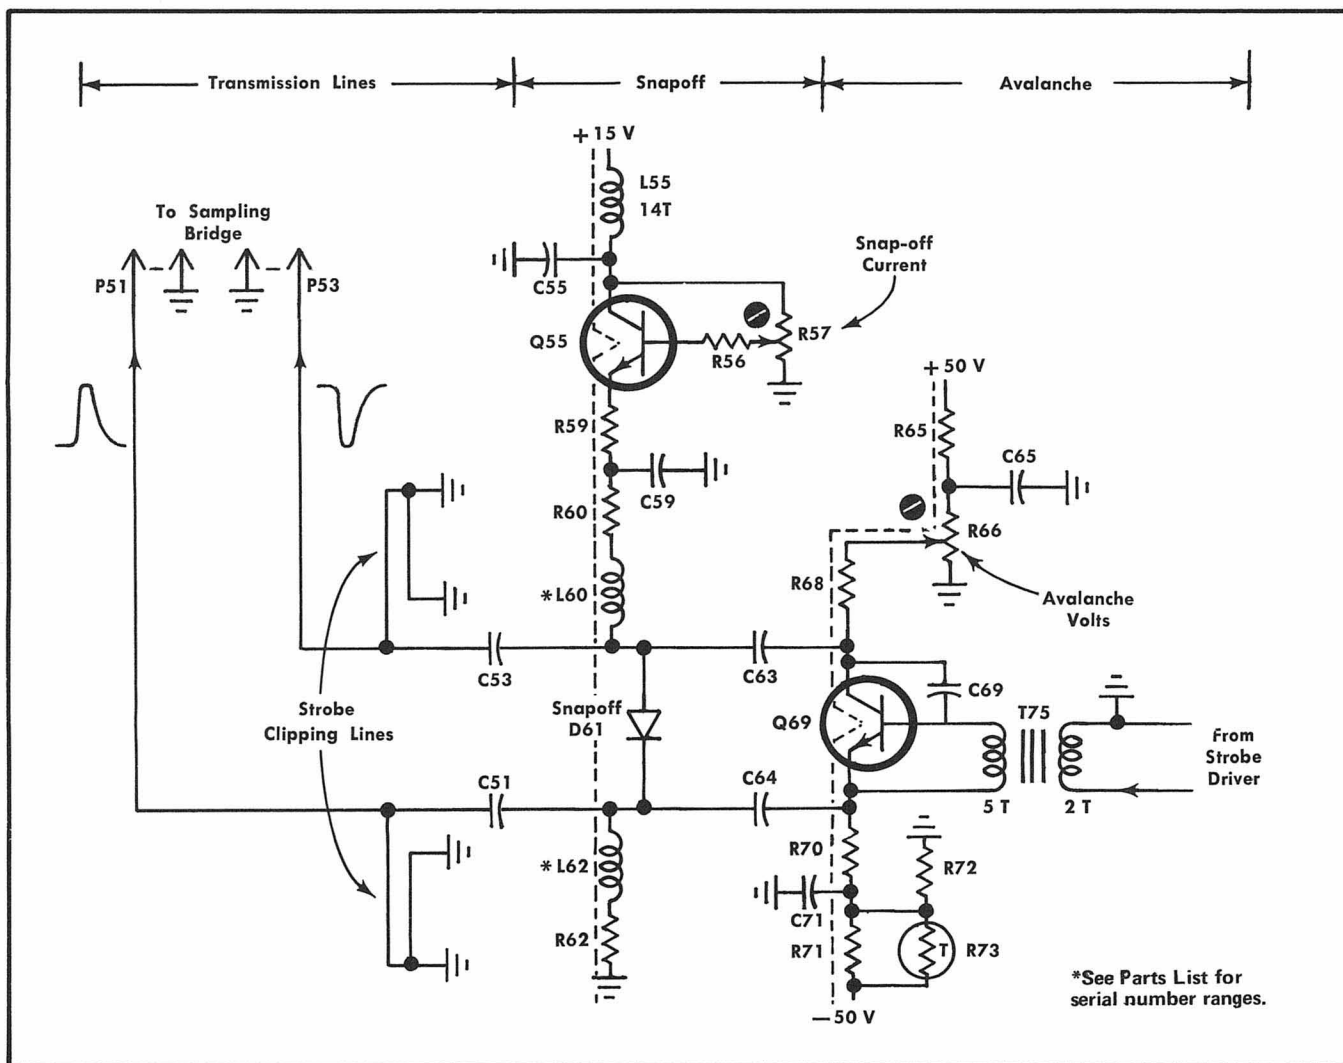 Transmission Lines
Snapoff
Avalanche
+ 15 V
L55
14T
To Sampling
Bridge
P51
P53
C55
Snap-off
Current
Q55
R56
R57
+ 50 V
R59
R65
C65
C59
R60
R66
R68
*L60
Avalanche
Volts
C53
C63
C69
Strobe
Clipping Lines
Snapoff
D61
Q69
T75
From
Strobe
Driver
C51
C64
5 T
2 T
R70
R72
*L62
C71
R62
R71
T
R73
*See Parts List for
serial number ranges.
—50 V